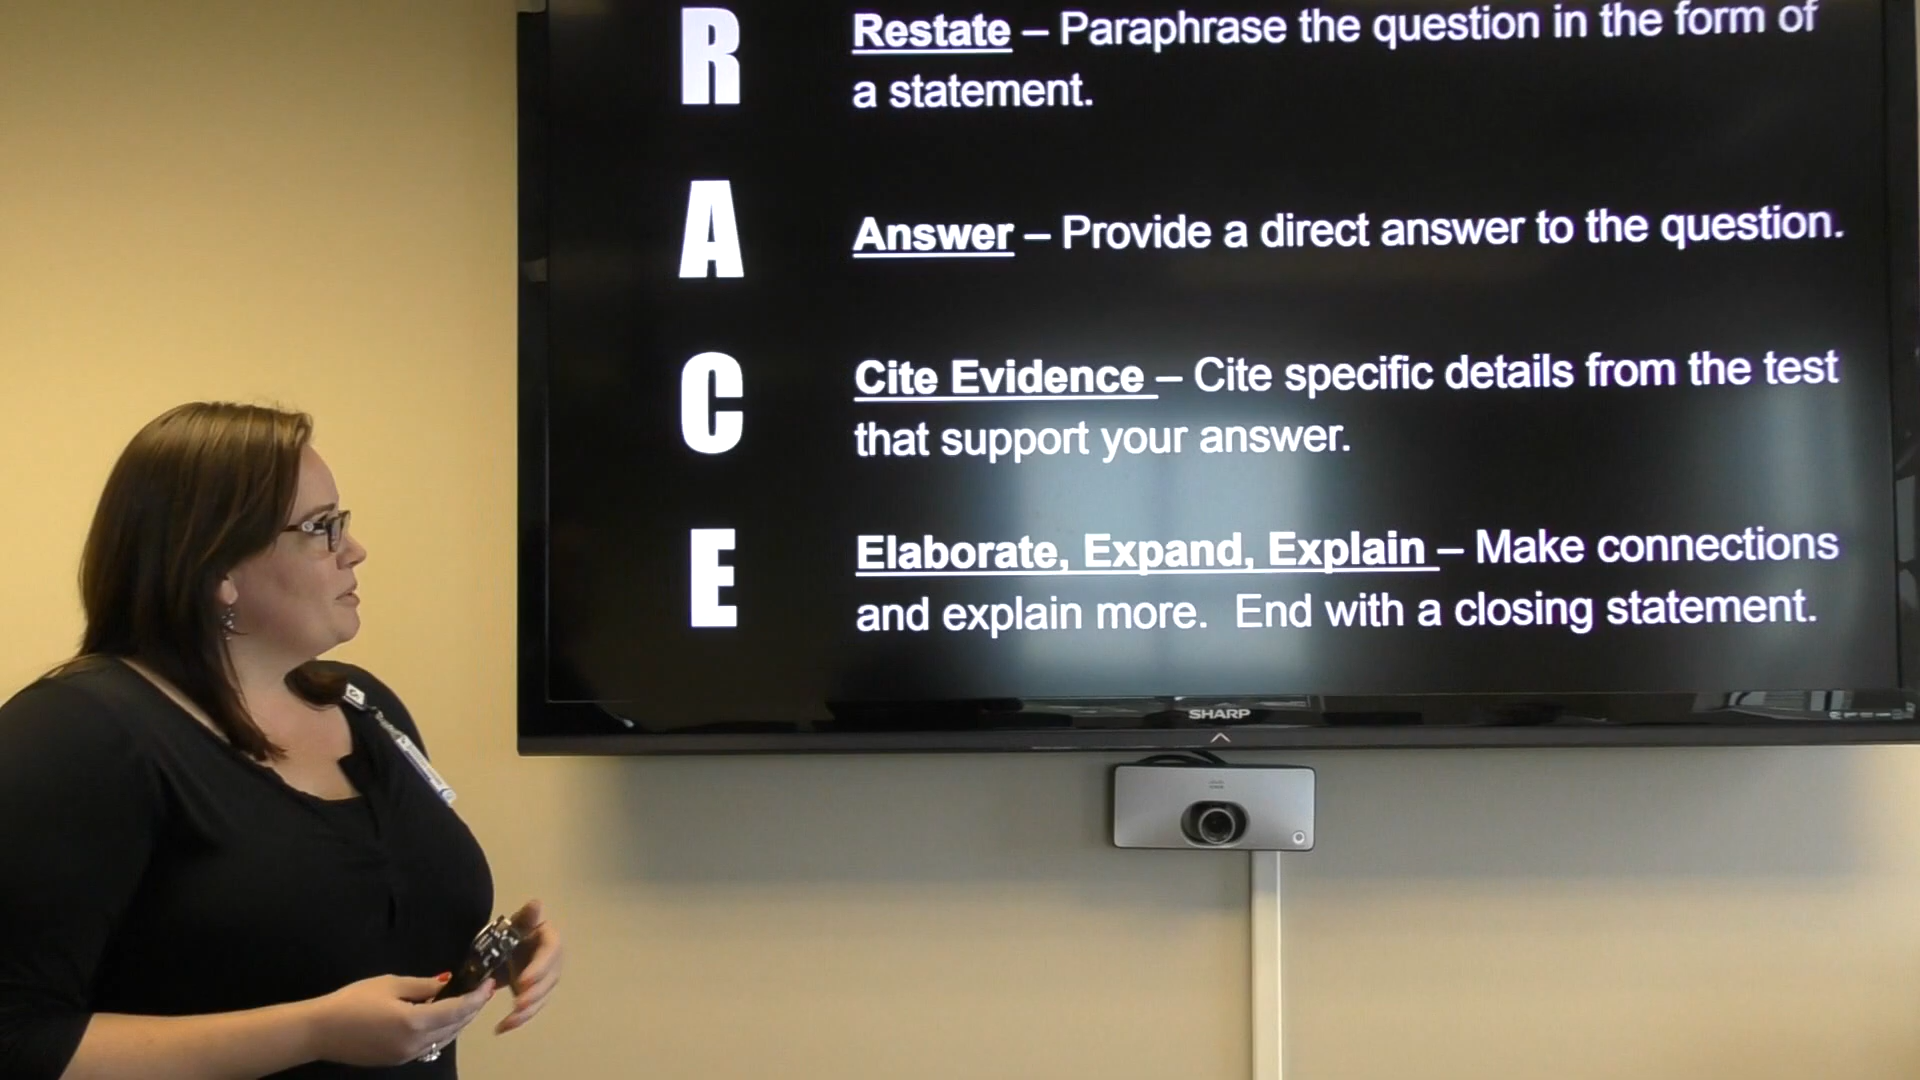 R
Restate – Paraphrase the question in the form of
a statement.
A
Answer – Provide a direct answer to the question.
C
Cite Evidence – Cite specific details from the test
that support your answer.
E
Elaborate, Expand, Explain – Make connections
and explain more. End with a closing statement.
SHARP